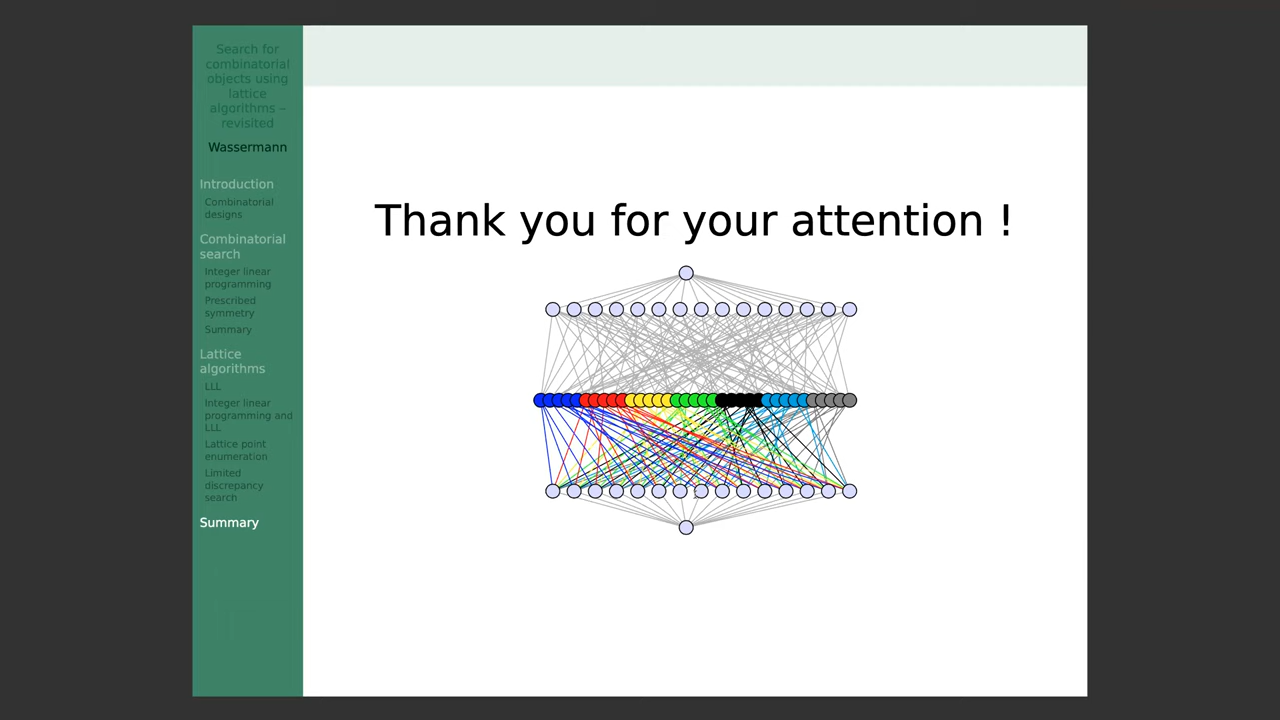 Search for
combinatorial
objects using
lattice
algorithms –
revisited
Wassermann
Introduction
Combinatorial
designs
Combinatorial
search
Integer linear
programming
Prescribed
symmetry
Summary
Lattice
algorithms
LLL
Integer linear
programming and
LLL
Lattice point
enumeration
Limited
discrepancy
search
Summary
Thank you for your attention !